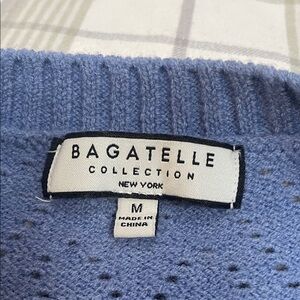 BAGATELLE
COLLECTION
NEW YORK
M
MADE IN
CHINA